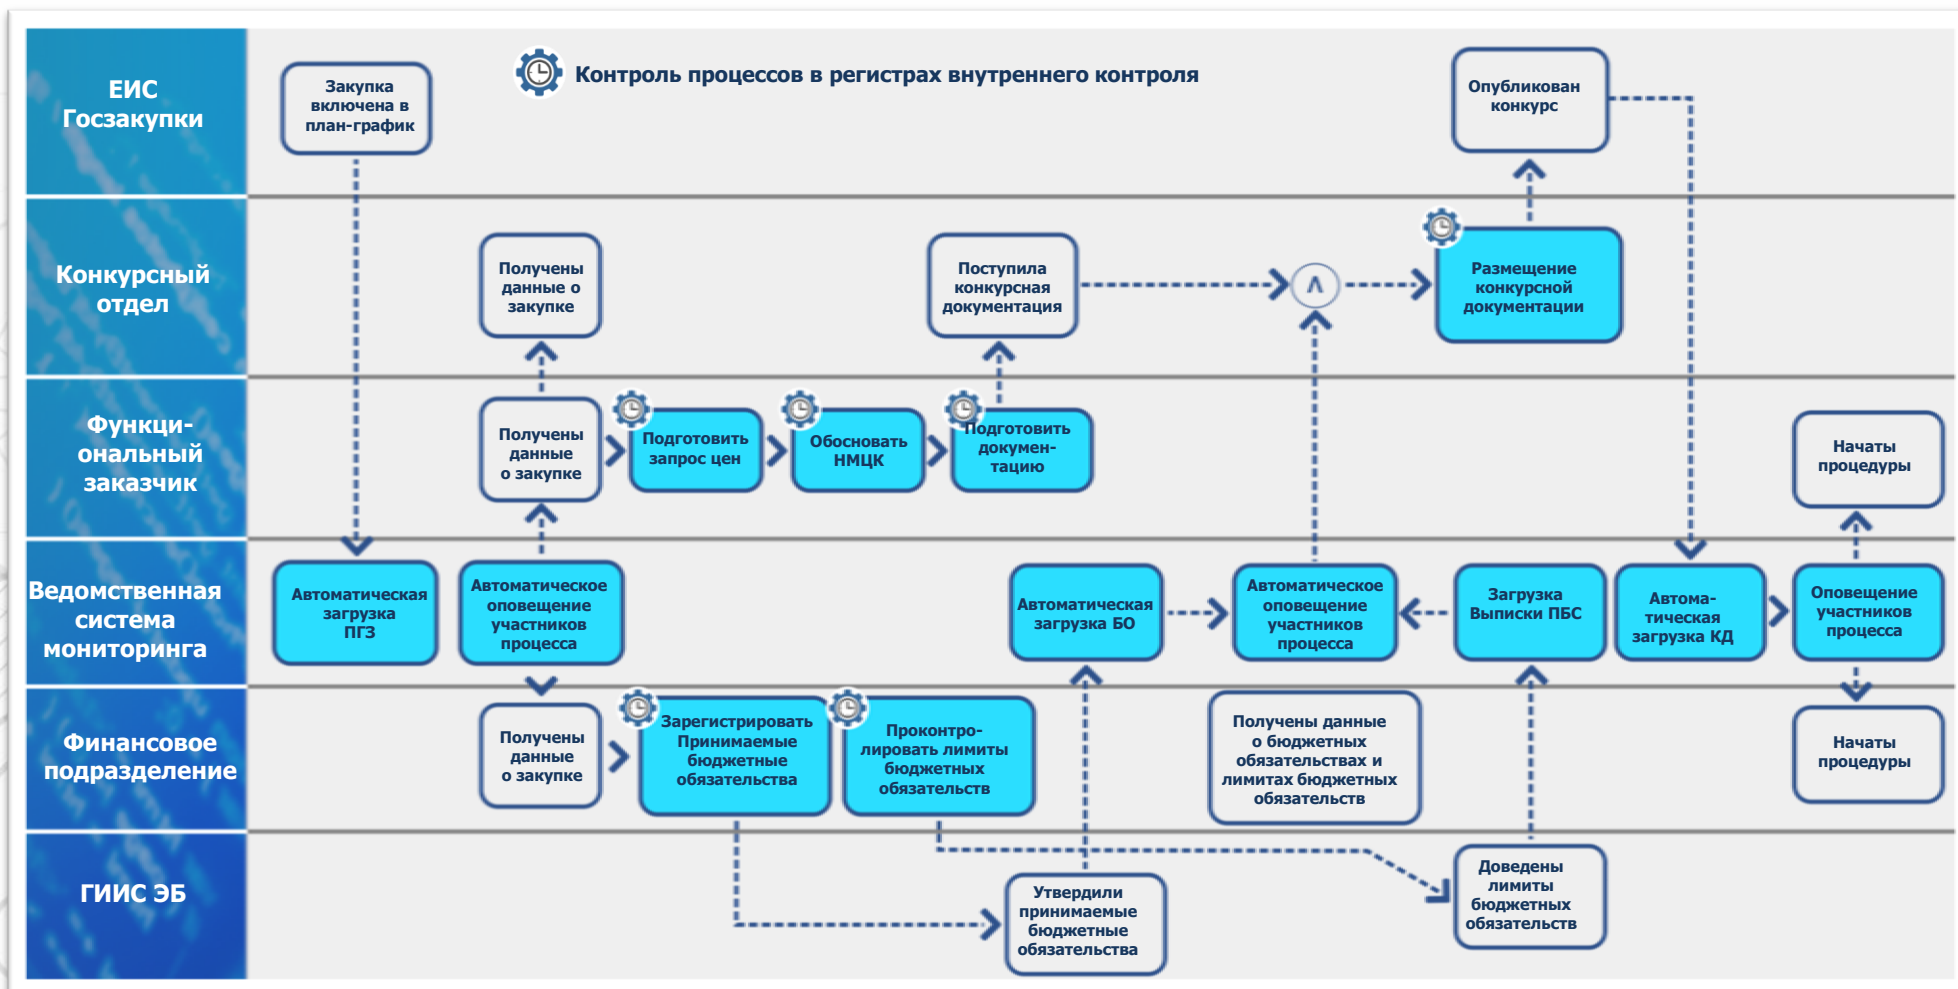 ЕИС
Госзакупки
Закупка
включена в
план-график
Контроль процессов в регистрах внутреннего контроля
Опубликован
конкурс
Конкурсный
отдел
Получены
данные о
закупке
Поступила
конкурсная
документация
Λ
Размещение
конкурсной
документации
Функци-
ональный
заказчик
Получены
данные
о закупке
Подготовить
запрос цен
Обосновать
НМЦК
Подготовить
докумен-
тацию
Начаты
процедуры
Ведомственная
система
мониторинга
Автоматическая
загрузка
ПГЗ
Автоматическое
оповещение
участников
процесса
Автоматическая
загрузка БО
Автоматическое
оповещение
участников
процесса
Загрузка
Выписки ПБС
Автома-
тическая
загрузка КД
Оповещение
участников
процесса
Финансовое
подразделение
Получены
данные
о закупке
Зарегистрировать
Принимаемые
бюджетные
обязательства
Проконтро-
лировать лимиты
бюджетных
обязательств
Получены данные
о бюджетных
обязательствах и
лимитах бюджетных
обязательств
Начаты
процедуры
ГИИС ЭБ
Утвердили
принимаемые
бюджетные
обязательства
Доведены
лимиты
бюджетных
обязательств